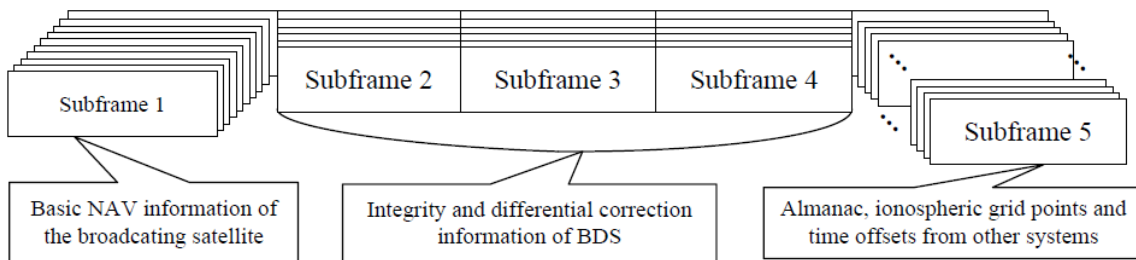 Subframe 1
Subframe 2
Subframe 3
Subframe 4
Subframe 5
Basic NAV information of
the broadcating satellite
Integrity and differential correction
information of BDS
Almanac, ionospheric grid points and
time offsets from other systems